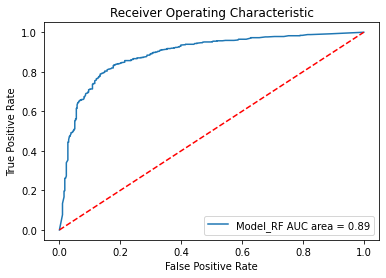 Receiver Operating Characteristic
True Positive Rate
1.0
0.8
0.6
0.4
0.2
0.0
Model_RF AUC area = 0.89
0.0 0.2 0.4 0.6 0.8 1.0
False Positive Rate